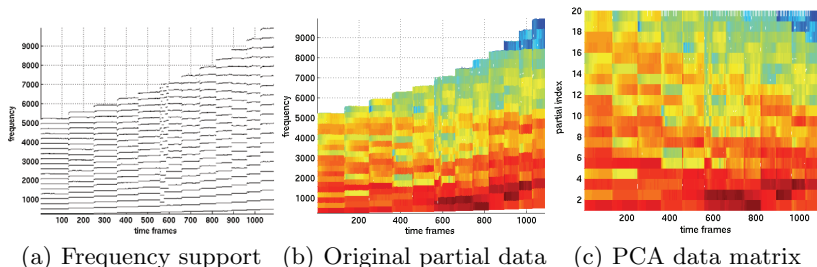 9000
8000
7000
6000
5000
4000
3000
2000
1000
frequency
100 200 300 400 500 600 700 800 900 1000
time frames
9000
8000
7000
6000
5000
4000
3000
2000
1000
frequency
200 400 600 800 1000
time frames
20
18
16
14
12
10
8
6
4
2
partial index
200 400 600 800 1000
time frames
(a) Frequency support (b) Original partial data (c) PCA data matrix